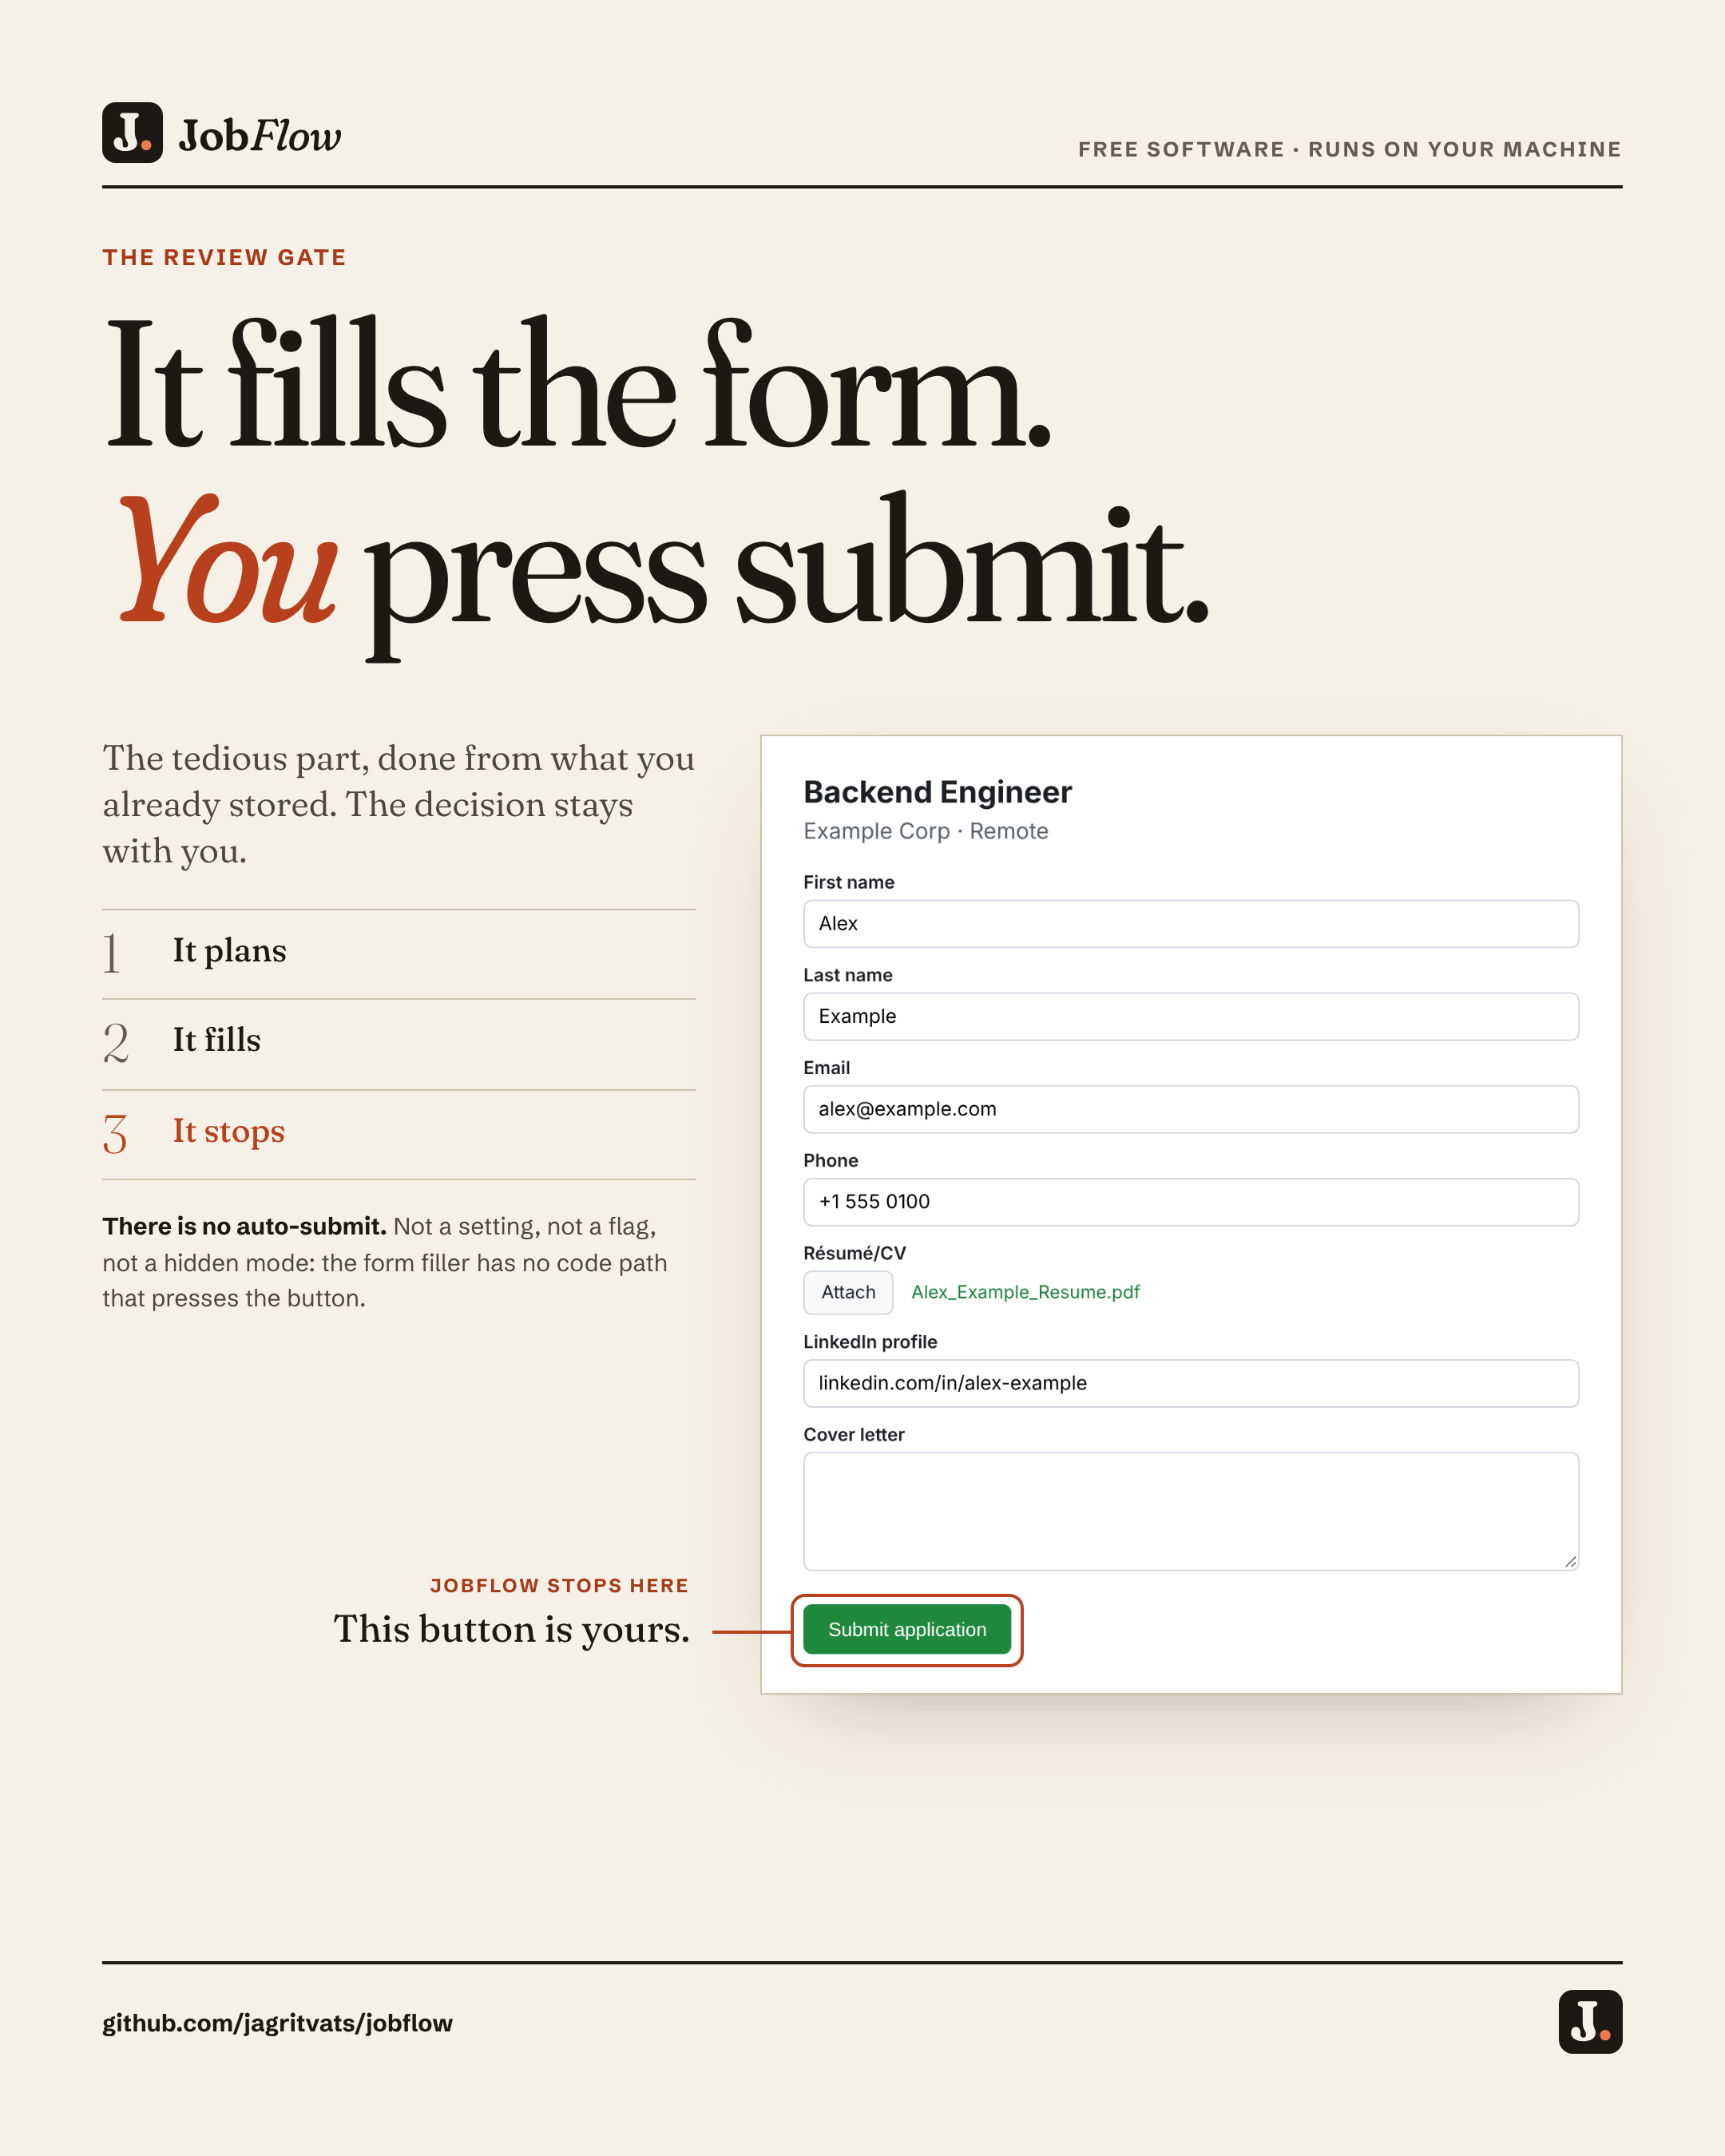 J.
JobFlow
FREE SOFTWARE · RUNS ON YOUR MACHINE
THE REVIEW GATE
It fills the form.
You press submit.
The tedious part, done from what you
already stored. The decision stays
with you.
1 It plans
2 It fills
3 It stops
There is no auto-submit. Not a setting, not a flag,
not a hidden mode: the form filler has no code path
that presses the button.
JOBFLOW STOPS HERE
This button is yours.
Backend Engineer
Example Corp · Remote
First name
Alex
Last name
Example
Email
alex@example.com
Phone
+1 555 0100
Résumé/CV
Attach Alex_Example_Resume.pdf
LinkedIn profile
linkedin.com/in/alex-example
Cover letter
Submit application
github.com/jagritvats/jobflow
J.